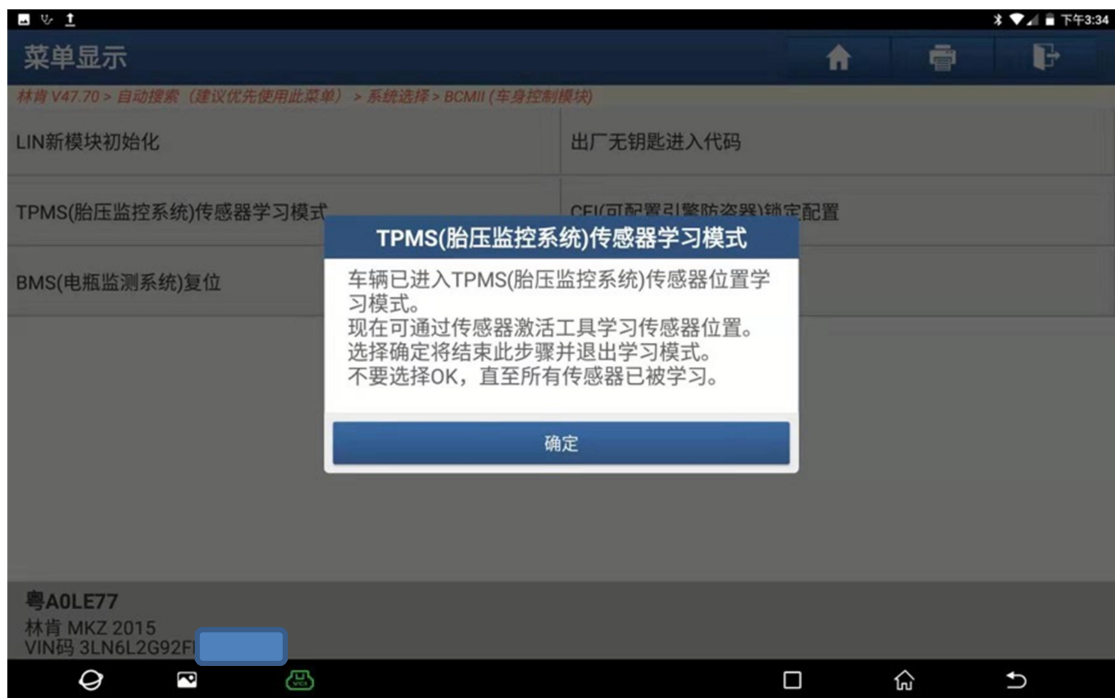 下午3:34
菜单显示
林肯 V47.70 > 自动搜索（建议优先使用此菜单） > 系统选择 > BCMII (车身控制模块)
LIN新模块初始化
出厂无钥匙进入代码
TPMS(胎压监控系统)传感器学习模式
CEI(可配置引擎防盗器)锁定配置
BMS(电瓶监测系统)复位
TPMS(胎压监控系统)传感器学习模式
车辆已进入TPMS(胎压监控系统)传感器位置学
习模式。
现在可通过传感器激活工具学习传感器位置。
选择确定将结束此步骤并退出学习模式。
不要选择OK，直至所有传感器已被学习。
确定
粤A0LE77
林肯 MKZ 2015
VIN码 3LN6L2G92F
VCI